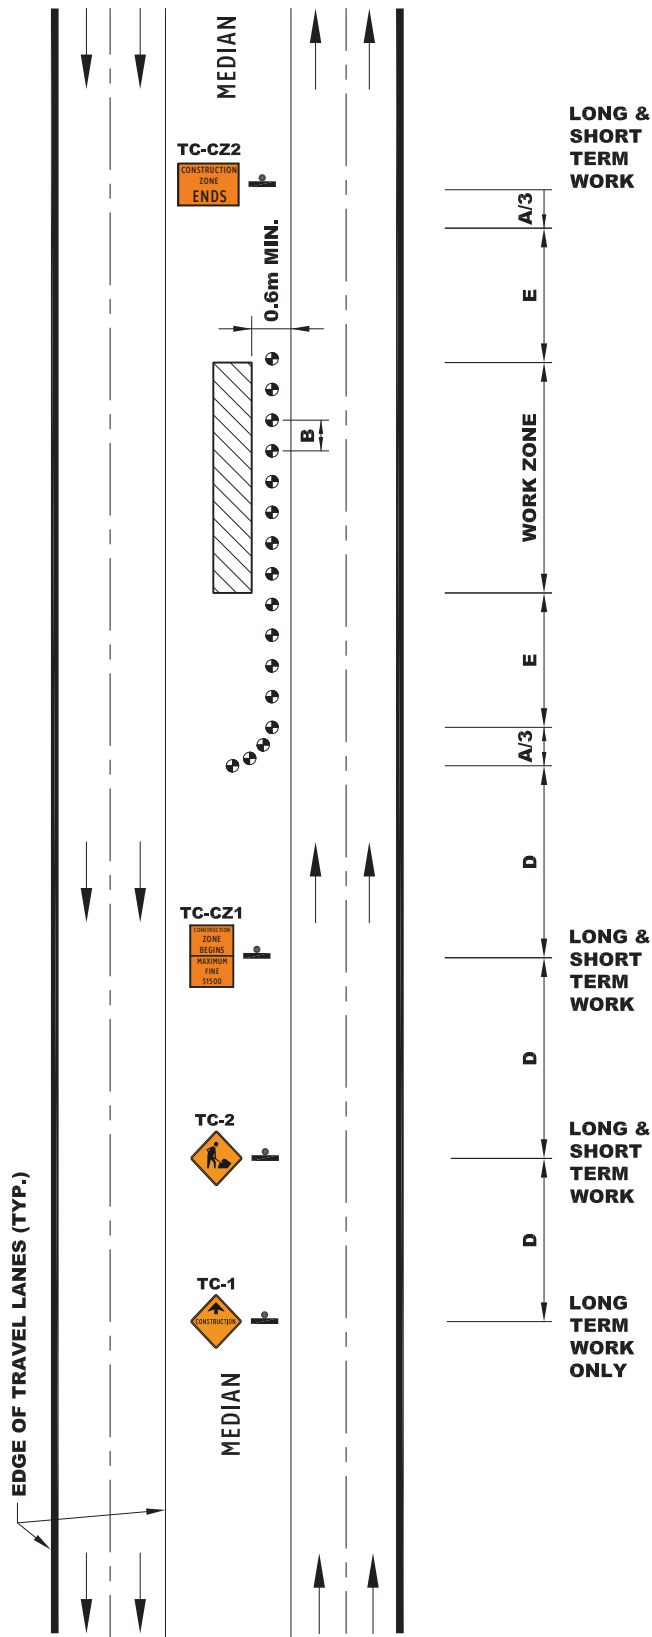 MEDIAN
LONG &
SHORT
TERM
WORK
TC-CZ2
CONSTRUCTION
ZONE
ENDS
A/3
0.6m MIN.
E
B
WORK ZONE
E
A/3
D
TC-CZ1
CONSTRUCTION
ZONE
BEGINS
MAXIMUM
FINE
$1500
LONG &
SHORT
TERM
WORK
D
TC-2
LONG &
SHORT
TERM
WORK
D
TC-1
CONSTRUCTION
LONG
TERM
WORK
ONLY
MEDIAN
EDGE OF TRAVEL LANES (TYP.)